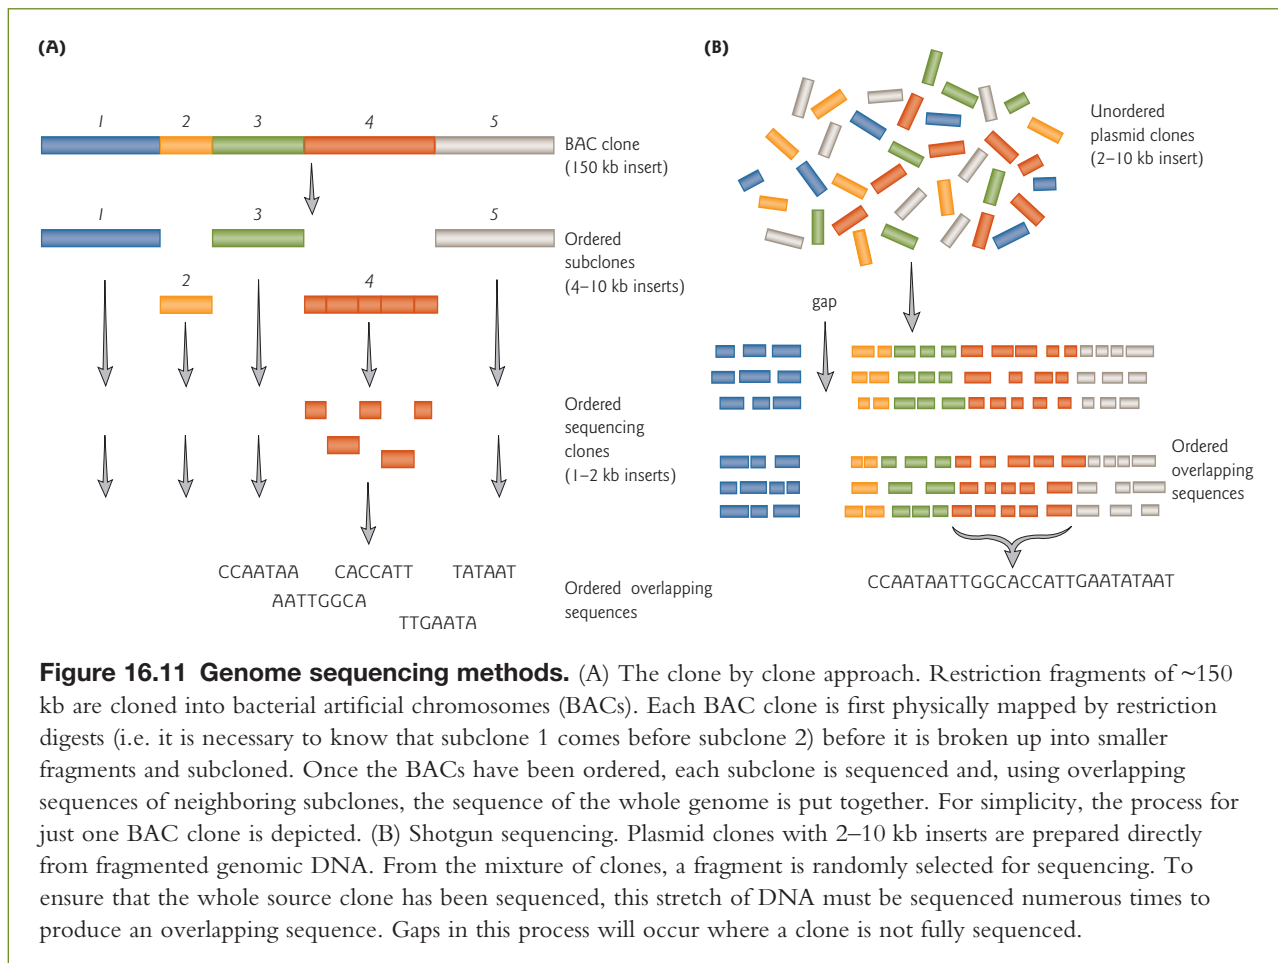 (A)
1 2 3 4 5
BAC clone
(150 kb insert)
1 3 5
Ordered
subclones
(4–10 kb inserts)
2 4
Ordered
sequencing
clones
(1–2 kb inserts)
CCAATAA CACCATT TATAAT
AATTGGCA
TTGAATA
Ordered overlapping
sequences
(B)
Unordered
plasmid clones
(2–10 kb insert)
gap
Ordered
overlapping
sequences
CCAATAATTGGCACCATTGAATATAAT
Figure 16.11 Genome sequencing methods. (A) The clone by clone approach. Restriction fragments of ~150
kb are cloned into bacterial artificial chromosomes (BACs). Each BAC clone is first physically mapped by restriction
digests (i.e. it is necessary to know that subclone 1 comes before subclone 2) before it is broken up into smaller
fragments and subcloned. Once the BACs have been ordered, each subclone is sequenced and, using overlapping
sequences of neighboring subclones, the sequence of the whole genome is put together. For simplicity, the process for
just one BAC clone is depicted. (B) Shotgun sequencing. Plasmid clones with 2–10 kb inserts are prepared directly
from fragmented genomic DNA. From the mixture of clones, a fragment is randomly selected for sequencing. To
ensure that the whole source clone has been sequenced, this stretch of DNA must be sequenced numerous times to
produce an overlapping sequence. Gaps in this process will occur where a clone is not fully sequenced.